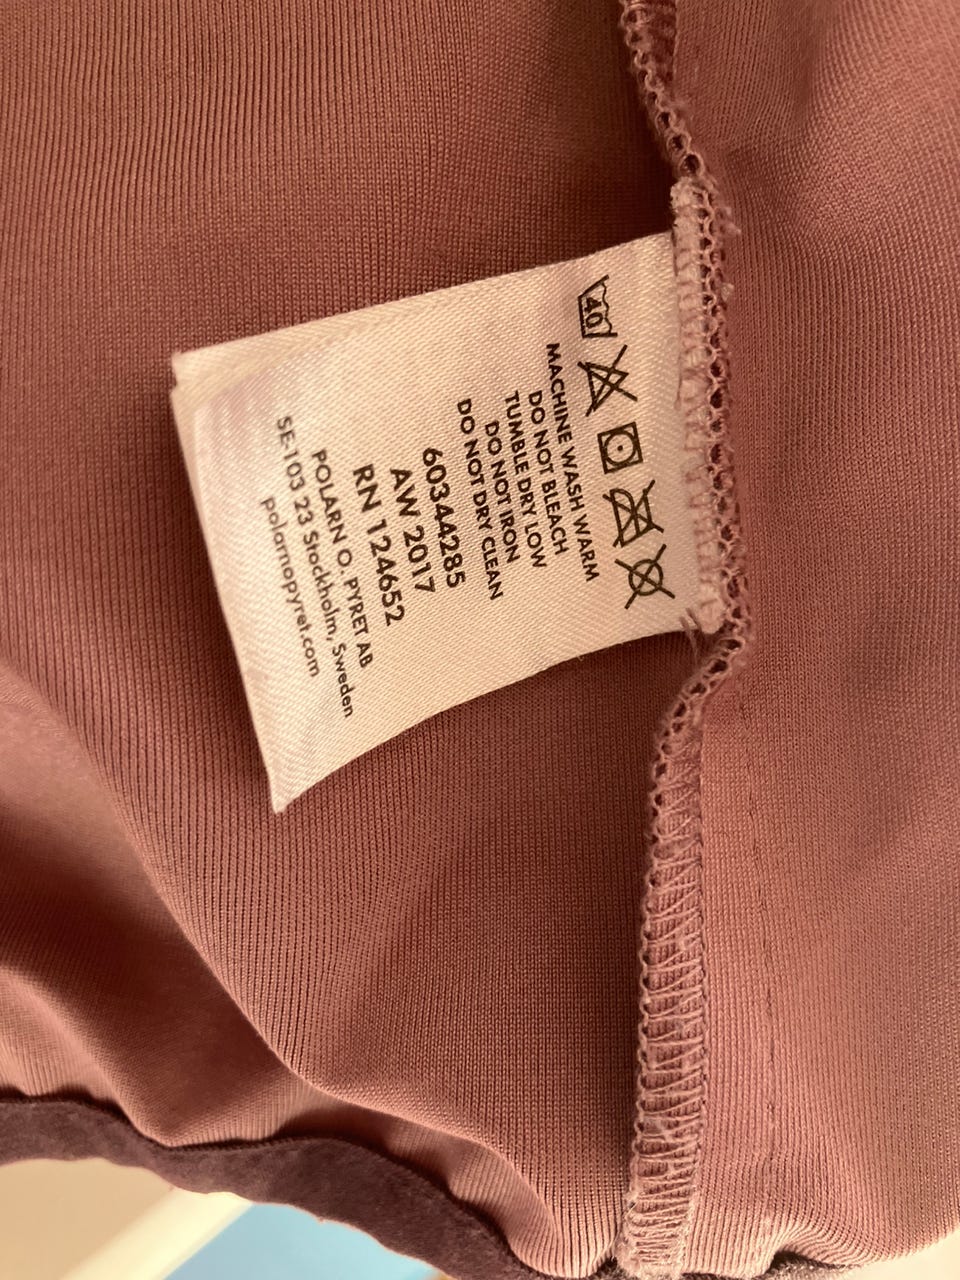 40
MACHINE WASH WARM
DO NOT BLEACH
TUMBLE DRY LOW
DO NOT IRON
DO NOT DRY CLEAN
60344285
AW 2017
RN 124652
POLARN O. PYRET AB
SE-103 23 Stockholm, Sweden
polarnopyret.com